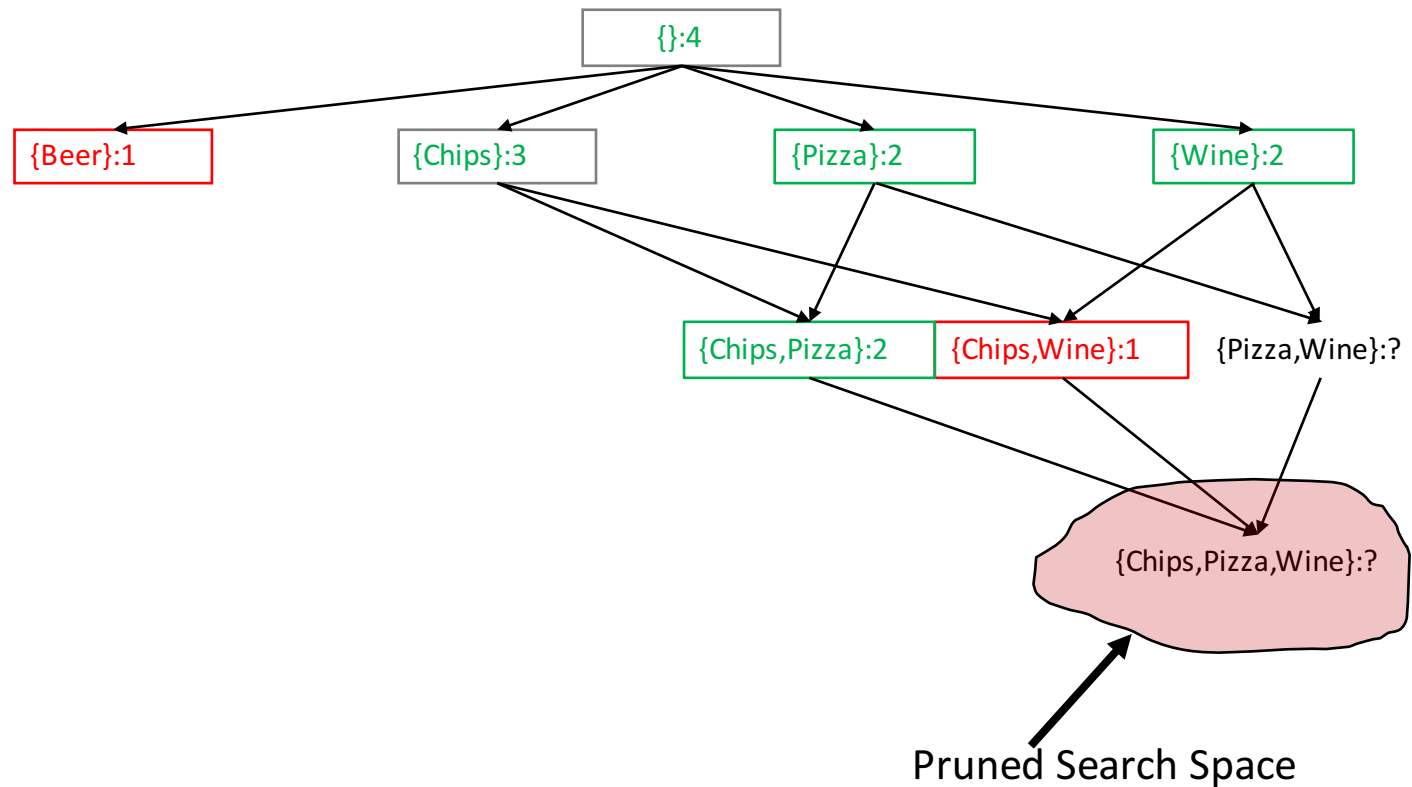 {}:4
{Beer}:1
{Chips}:3
{Pizza}:2
{Wine}:2
{Chips,Pizza}:2
{Chips,Wine}:1
{Pizza,Wine}:?
{Chips,Pizza,Wine}:?
Pruned Search Space